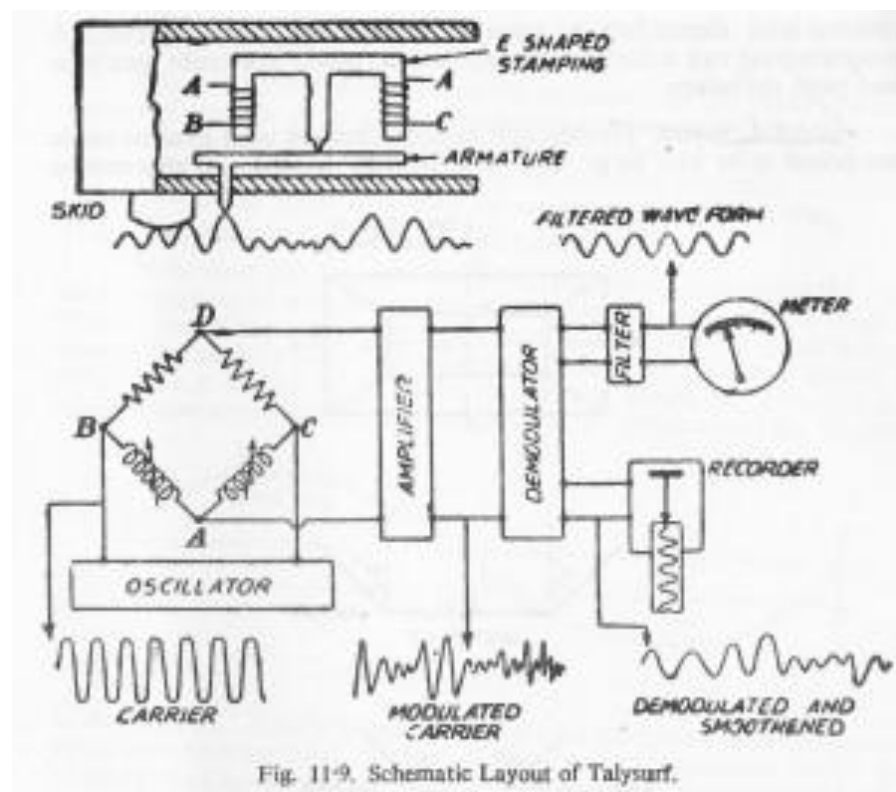 E SHAPED
STAMPING
A
A
B
C
ARMATURE
SKID
FILTERED WAVE FORM
METER
D
B
C
A
AMPLIFIER
DEMODULATOR
FILTER
RECORDER
OSCILLATOR
CARRIER
MODULATED
CARRIER
DEMODULATED AND
SMOOTHENED
Fig. 11·9. Schematic Layout of Talysurf.